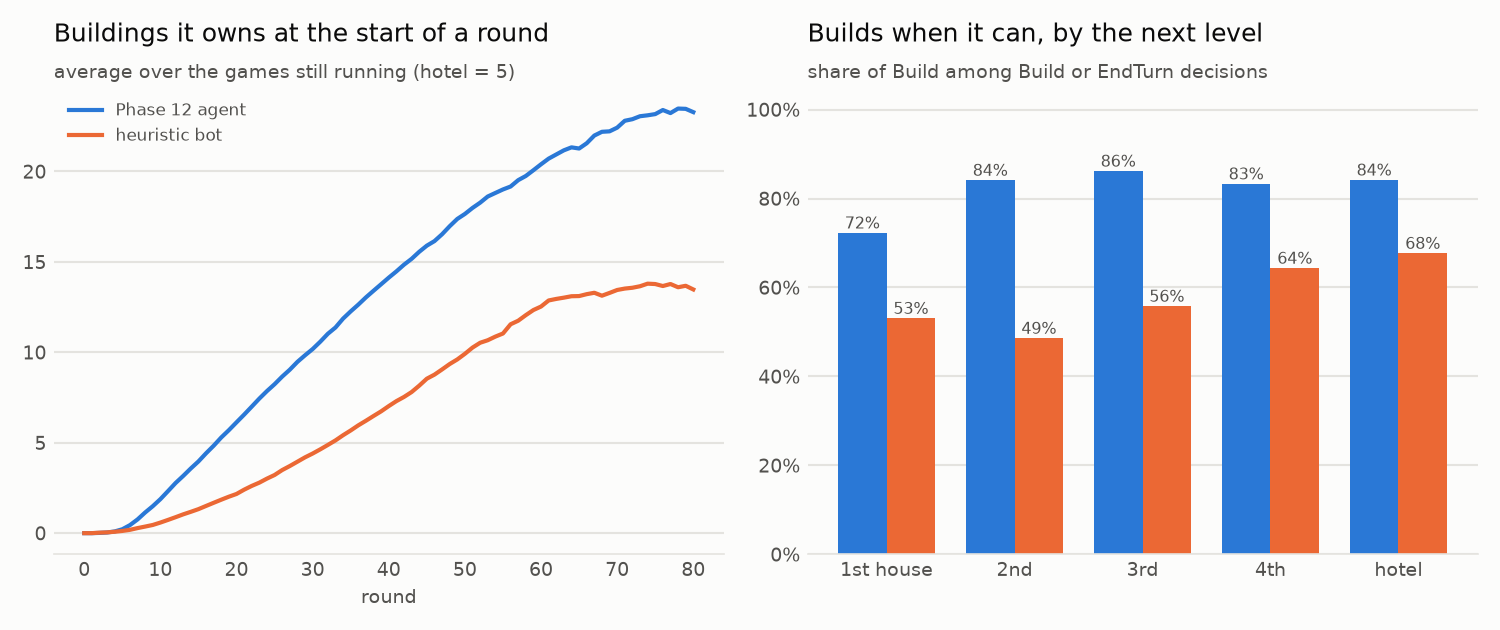 Buildings it owns at the start of a round
average over the games still running (hotel = 5)
Phase 12 agent
heuristic bot
20
15
10
5
0
0 10 20 30 40 50 60 70 80
round
Builds when it can, by the next level
share of Build among Build or EndTurn decisions
100%
80%
60%
40%
20%
0%
72% 53% 84% 49% 86% 56% 83% 64% 84% 68%
1st house 2nd 3rd 4th hotel